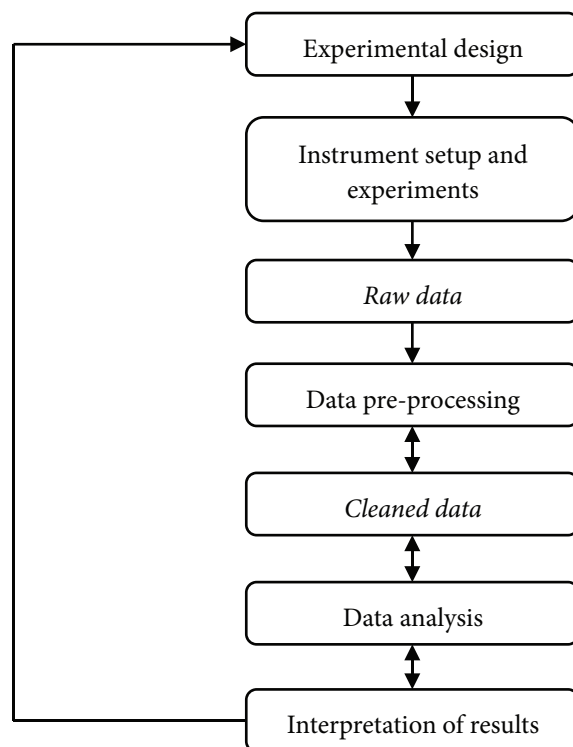 Experimental design
Instrument setup and
experiments
Raw data
Data pre-processing
Cleaned data
Data analysis
Interpretation of results